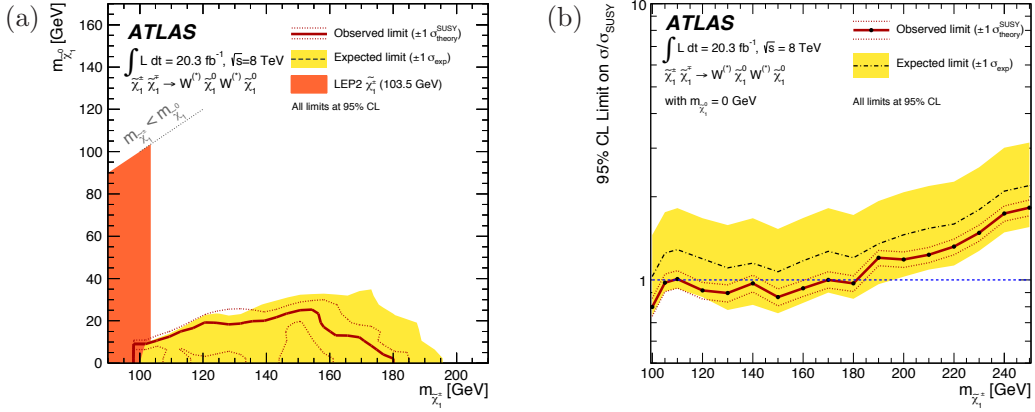 (a)
m_χ̃₁⁰ [GeV]
ATLAS
∫ L dt = 20.3 fb⁻¹, √s=8 TeV
χ̃₁± χ̃₁∓ → W(*) χ̃₁⁰ W(*) χ̃₁⁰
Observed limit (±1 σ_theory^SUSY)
Expected limit (±1 σ_exp)
LEP2 χ̃₁± (103.5 GeV)
All limits at 95% CL
m_χ̃₁± < m_χ̃₁⁰
160
140
120
100
80
60
40
20
0
100 120 140 160 180 200
m_χ̃₁± [GeV]
(b)
95% CL Limit on σ/σ_SUSY
ATLAS
∫ L dt = 20.3 fb⁻¹, √s = 8 TeV
χ̃₁± χ̃₁∓ → W(*) χ̃₁⁰ W(*) χ̃₁⁰
with m_χ̃₁⁰ = 0 GeV
Observed limit (±1 σ_theory^SUSY)
Expected limit (±1 σ_exp)
All limits at 95% CL
10
1
100 120 140 160 180 200 220 240
m_χ̃₁± [GeV]